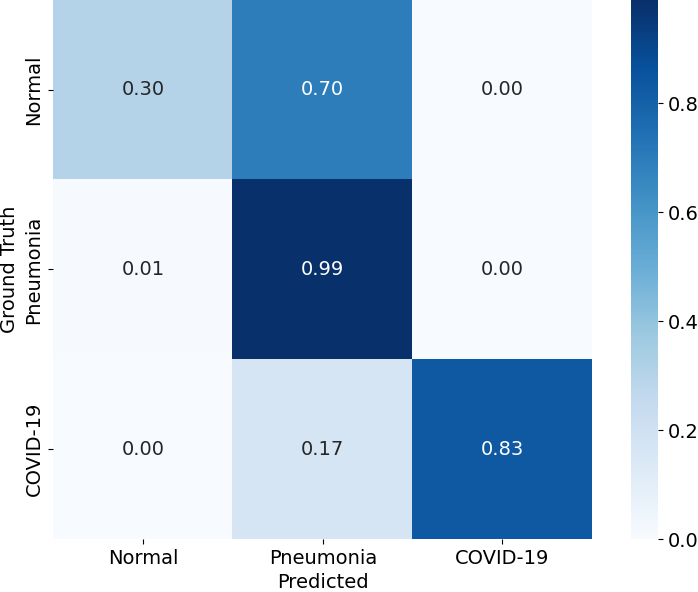 Ground Truth
Normal
0.30 0.70 0.00
Pneumonia
0.01 0.99 0.00
COVID-19
0.00 0.17 0.83
Normal Pneumonia COVID-19
Predicted
0.8
0.6
0.4
0.2
0.0